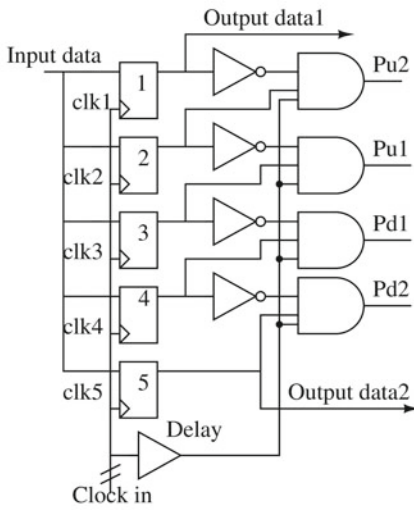 Output data1
Input data
1
Pu2
clk1
2
Pu1
clk2
3
Pd1
clk3
4
Pd2
clk4
5
clk5
Output data2
Delay
Clock in